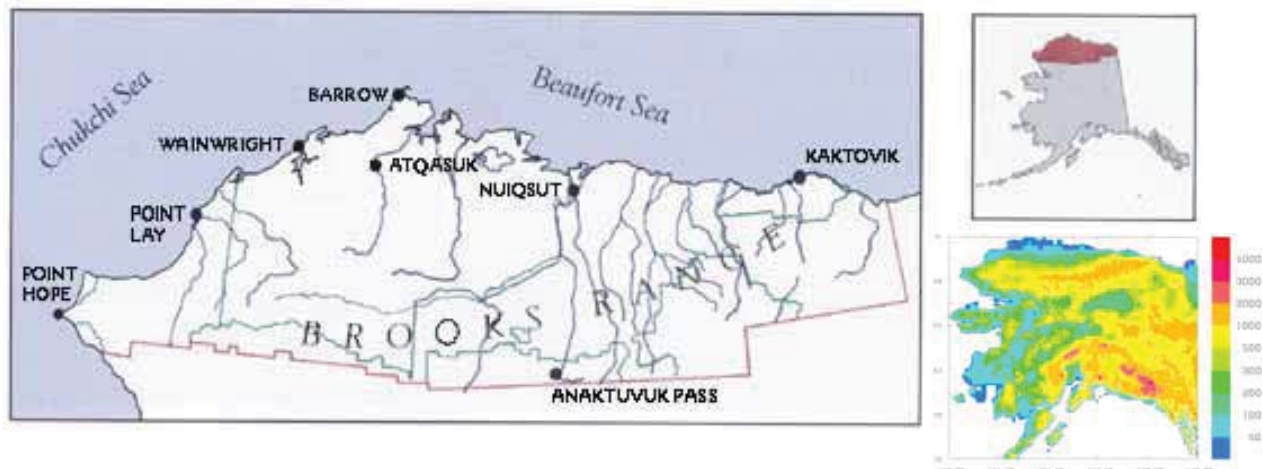 Chukchi Sea
Beaufort Sea
BARROW
WAINWRIGHT
ATQASUK
NUIQSUT
KAKTOVIK
POINT
LAY
POINT
HOPE
BROOKS RANGE
ANAKTUVUK PASS
3000
2000
1000
500
300
200
100
50